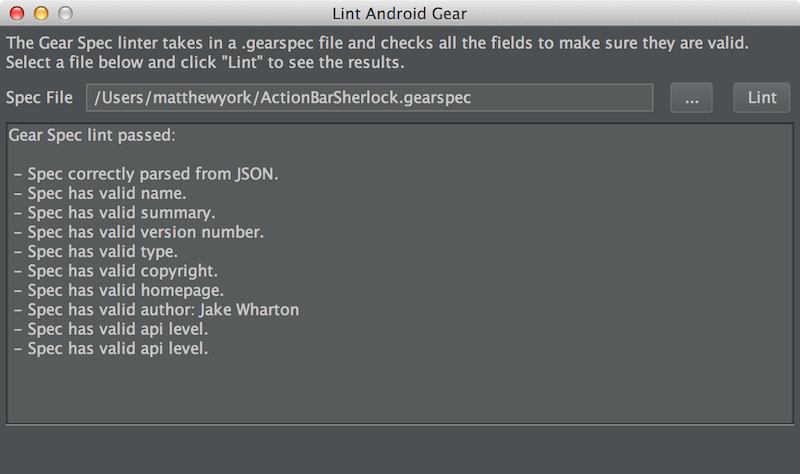 Lint Android Gear
The Gear Spec linter takes in a .gearspec file and checks all the fields to make sure they are valid.
Select a file below and click "Lint" to see the results.
Spec File /Users/matthewyork/ActionBarSherlock.gearspec ... Lint
Gear Spec lint passed:
– Spec correctly parsed from JSON.
– Spec has valid name.
– Spec has valid summary.
– Spec has valid version number.
– Spec has valid type.
– Spec has valid copyright.
– Spec has valid homepage.
– Spec has valid author: Jake Wharton
– Spec has valid api level.
– Spec has valid api level.